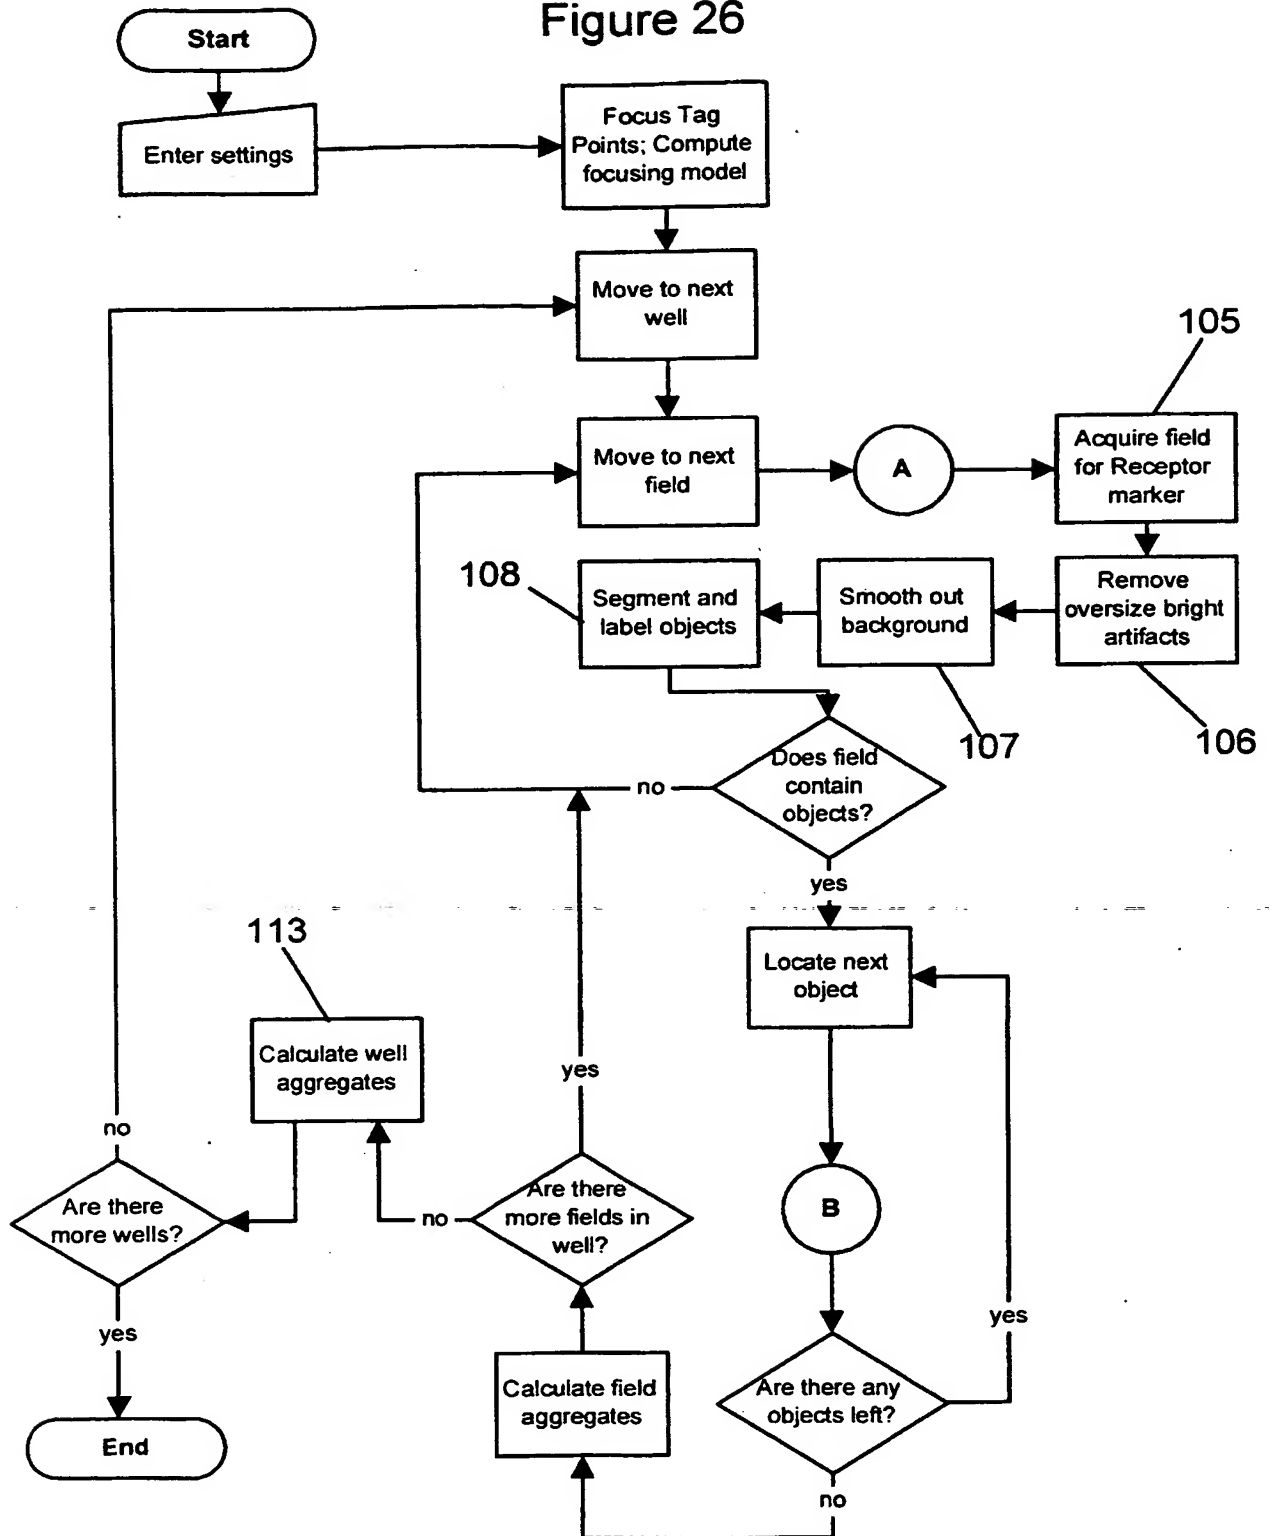 Figure 26
Start
Enter settings
Focus Tag
Points; Compute
focusing model
Move to next
well
105
Move to next
field
A
Acquire field
for Receptor
marker
108
Segment and
label objects
Smooth out
background
Remove
oversize bright
artifacts
107
106
Does field
contain
objects?
no
yes
113
Locate next
object
Calculate well
aggregates
yes
no
Are there
more wells?
no
Are there
more fields in
well?
B
yes
yes
Calculate field
aggregates
Are there any
objects left?
End
no